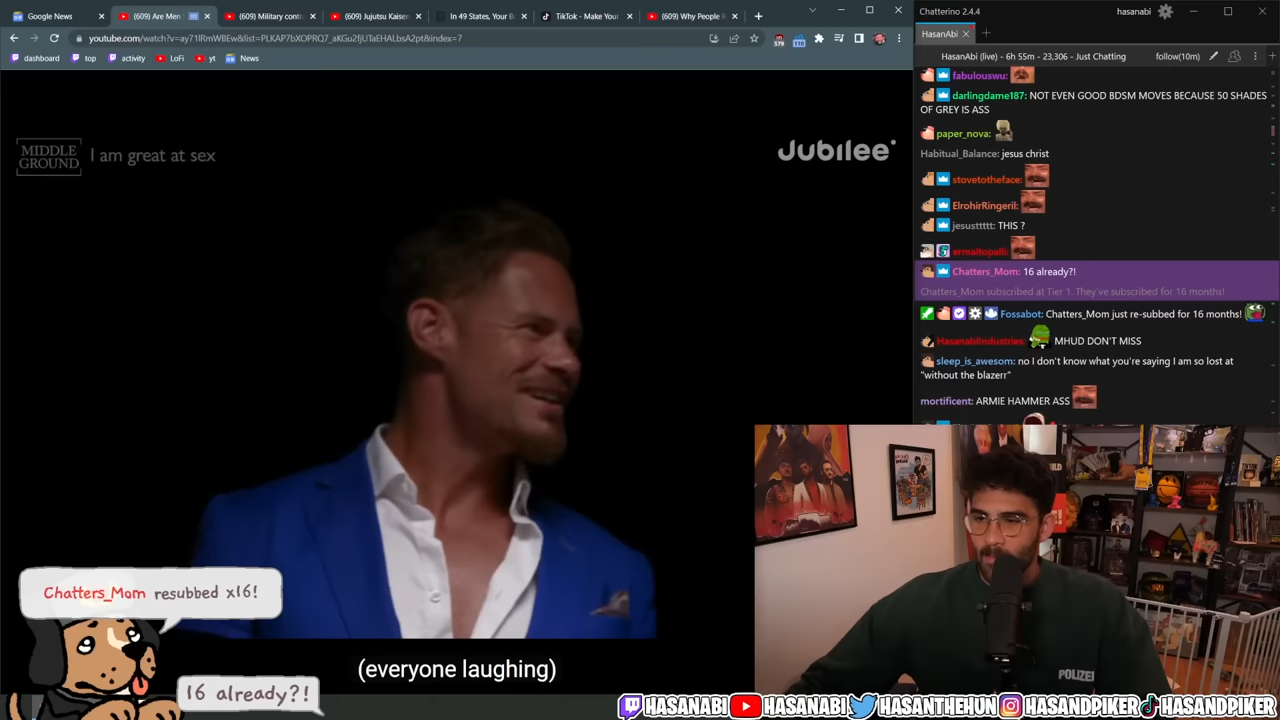 Google News
(609) Are Men
(609) Military contr
(609) Jujutsu Kaisen
In 49 States, Your B
TikTok - Make Your
(609) Why People R
youtube.com/watch?v=ay71lRmWBEw&list=PLKAP7bXOPRQ7_aKGu2fjUTaEHALbsA2pt&index=7
dashboard
top
activity
LoFi
yt
News
MIDDLE
GROUND
I am great at sex
Jubilee
(everyone laughing)
Chatters_Mom resubbed x16!
16 already?!
Chatterino 2.4.4
hasanabi
HasanAbi
HasanAbi (live) - 6h 55m - 23,306 - Just Chatting
follow(10m)
fabulouswu:
darlingdame187: NOT EVEN GOOD BDSM MOVES BECAUSE 50 SHADES
OF GREY IS ASS
paper_nova:
Habitual_Balance: jesus christ
stovetotheface:
ElrohirRingeril:
jesusttttt: THIS ?
ermaltopalli:
Chatters_Mom: 16 already?!
Chatters_Mom subscribed at Tier 1. They've subscribed for 16 months!
Fossabot: Chatters_Mom just re-subbed for 16 months!
HasanabiIndustries: MHUD DON'T MISS
sleep_is_awesom: no I don't know what you're saying I am so lost at
"without the blazerr"
mortificent: ARMIE HAMMER ASS
POLIZEI
HASANABI
HASANABI
HASANTHEHUN
HASANDPIKER
HASANDPIKER